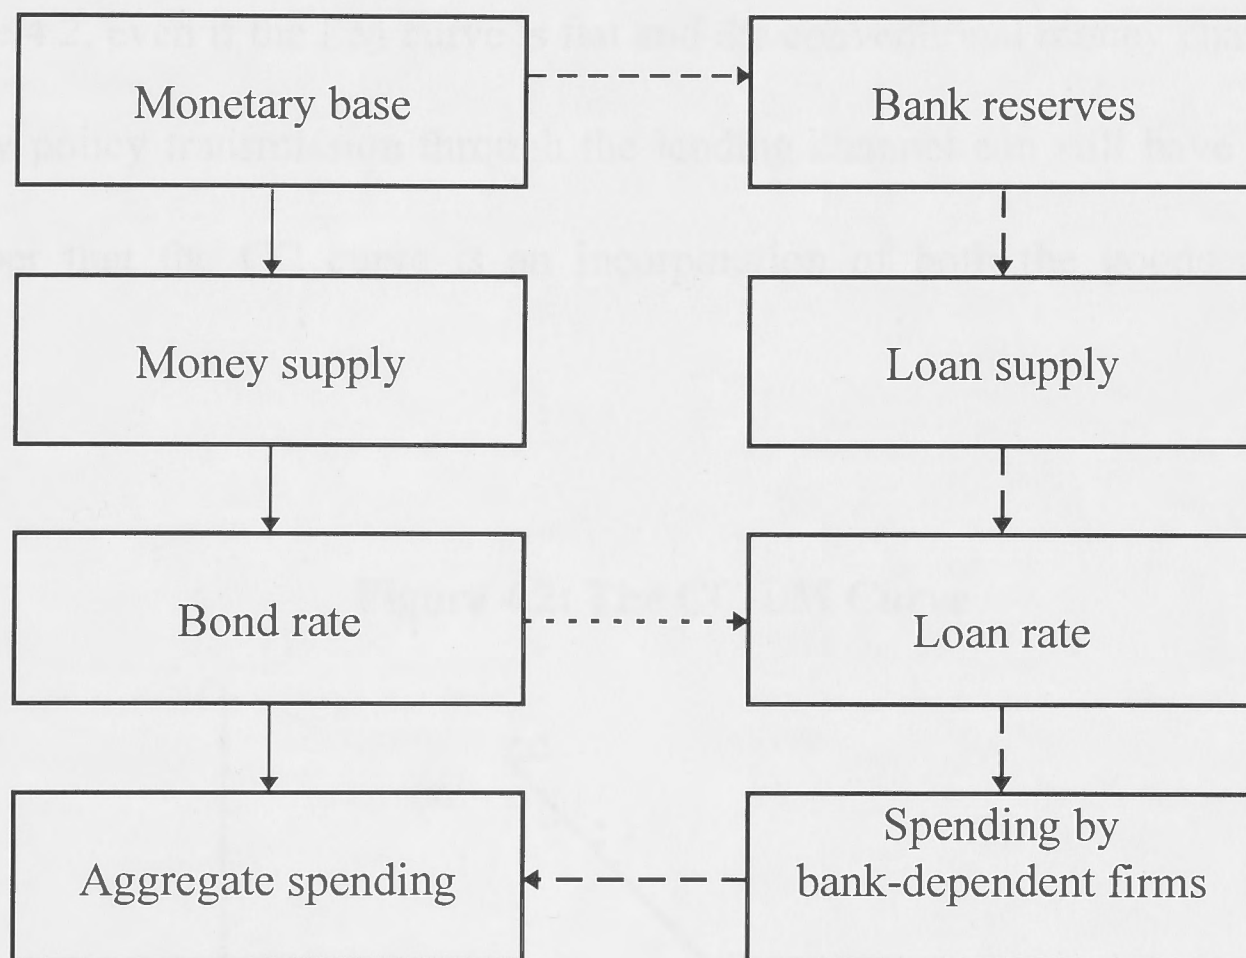 Monetary base
Bank reserves
Money supply
Loan supply
Bond rate
Loan rate
Aggregate spending
Spending by
bank-dependent firms